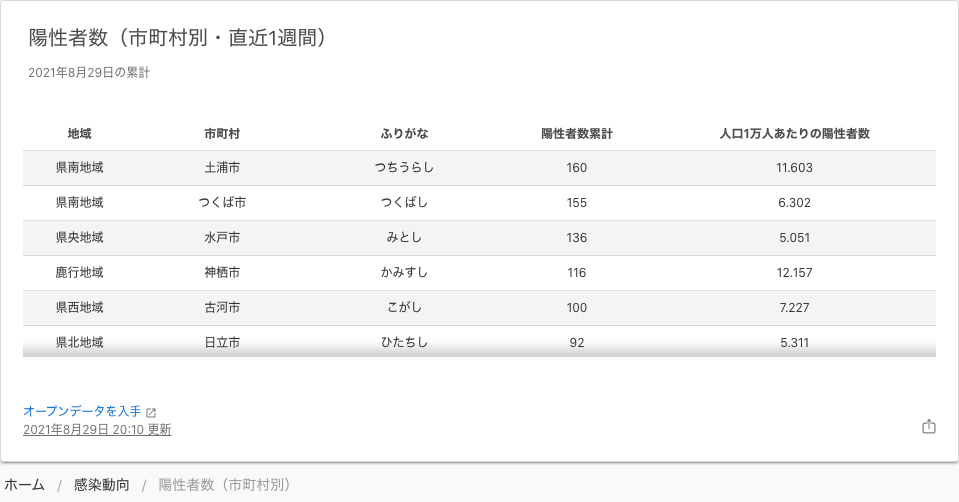 陽性者数（市町村別・直近1週間）
2021年8月29日の累計
地域 市町村 ふりがな 陽性者数累計 人口1万人あたりの陽性者数
県南地域 土浦市 つちうらし 160 11.603
県南地域 つくば市 つくばし 155 6.302
県央地域 水戸市 みとし 136 5.051
鹿行地域 神栖市 かみすし 116 12.157
県西地域 古河市 こがし 100 7.227
県北地域 日立市 ひたちし 92 5.311
オープンデータを入手
2021年8月29日 20:10 更新
ホーム / 感染動向 / 陽性者数（市町村別）